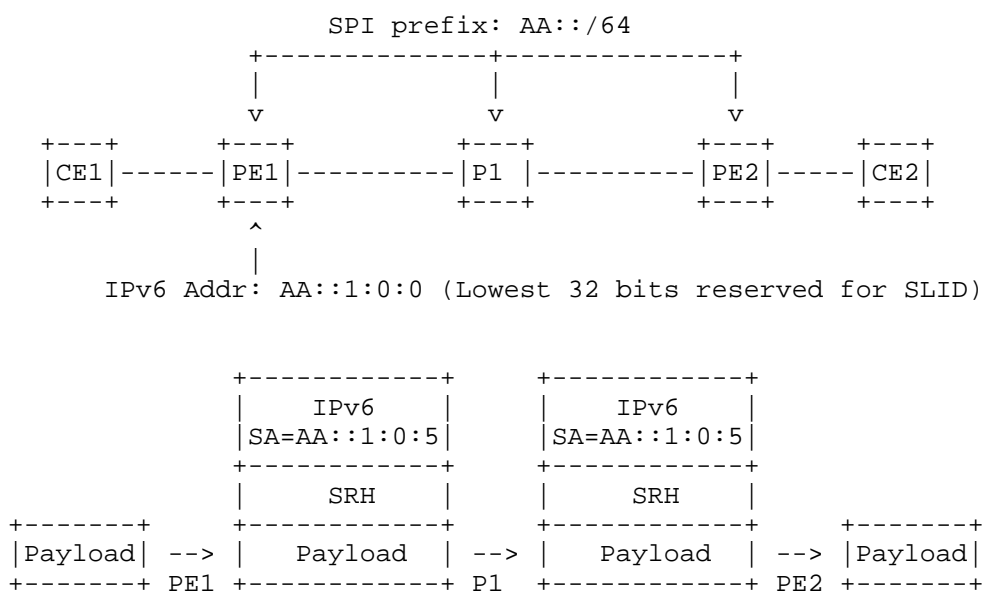 SPI prefix: AA::/64
CE1 PE1 P1 PE2 CE2
IPv6 Addr: AA::1:0:0 (Lowest 32 bits reserved for SLID)
IPv6 IPv6
SA=AA::1:0:5 SA=AA::1:0:5
SRH SRH
Payload --> Payload --> Payload --> Payload
PE1 P1 PE2